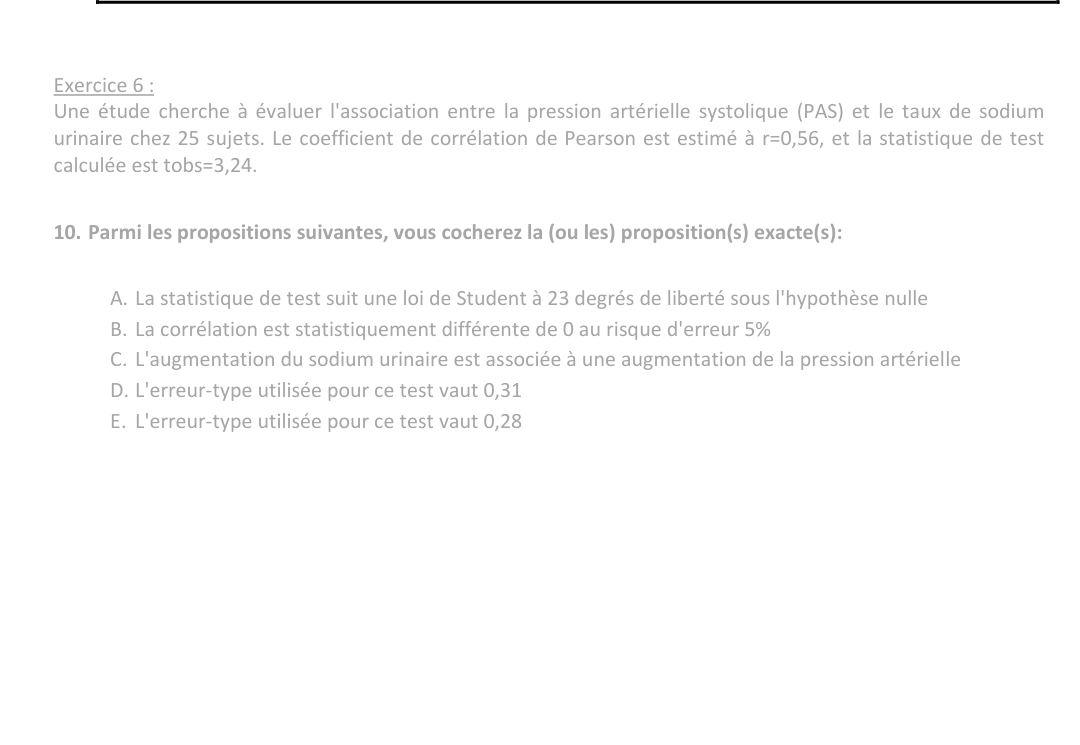 Exercice 6 :
Une étude cherche à évaluer l'association entre la pression artérielle systolique (PAS) et le taux de sodium
urinaire chez 25 sujets. Le coefficient de corrélation de Pearson est estimé à r=0,56, et la statistique de test
calculée est tobs=3,24.
10. Parmi les propositions suivantes, vous cocherez la (ou les) proposition(s) exacte(s):
A. La statistique de test suit une loi de Student à 23 degrés de liberté sous l'hypothèse nulle
B. La corrélation est statistiquement différente de 0 au risque d'erreur 5%
C. L'augmentation du sodium urinaire est associée à une augmentation de la pression artérielle
D. L'erreur-type utilisée pour ce test vaut 0,31
E. L'erreur-type utilisée pour ce test vaut 0,28